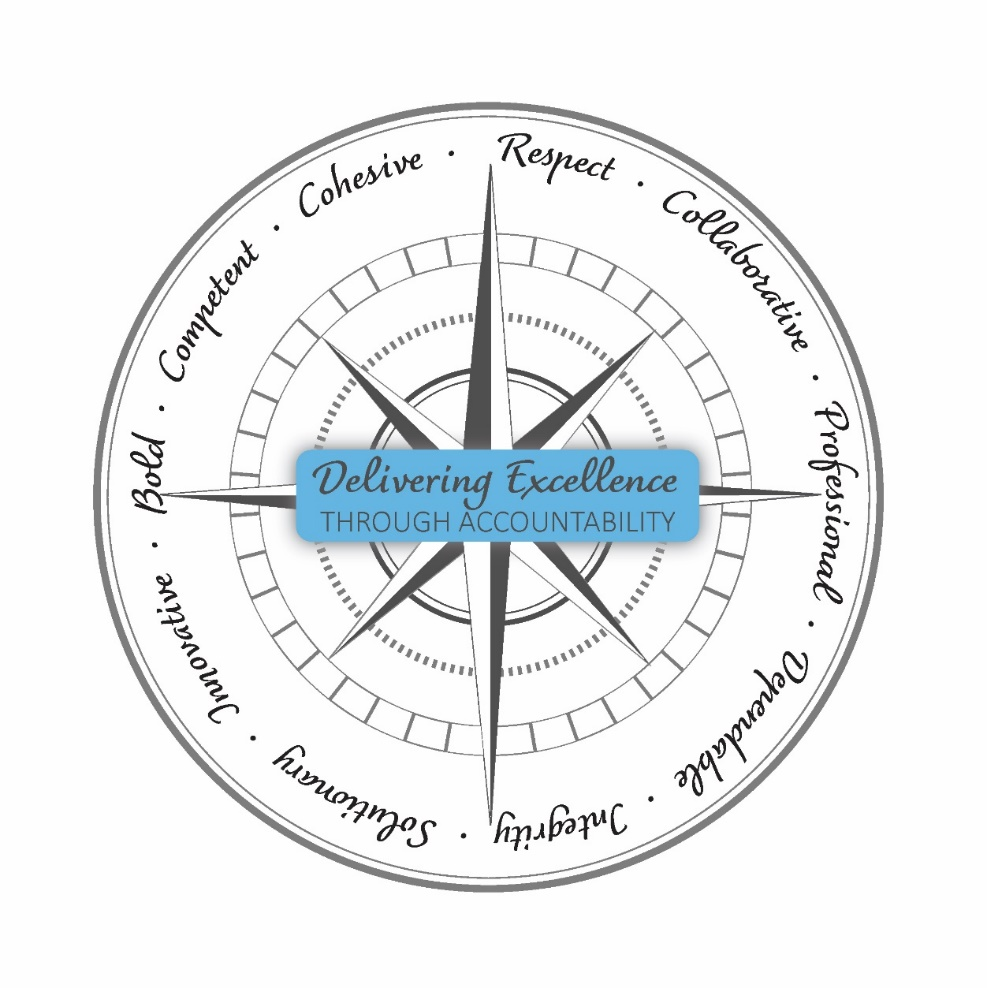 Respect · Collaborative · Professional · Dependable · Integrity · Solutionary · Innovative · Bold · Competent · Cohesive ·
Delivering Excellence
THROUGH ACCOUNTABILITY